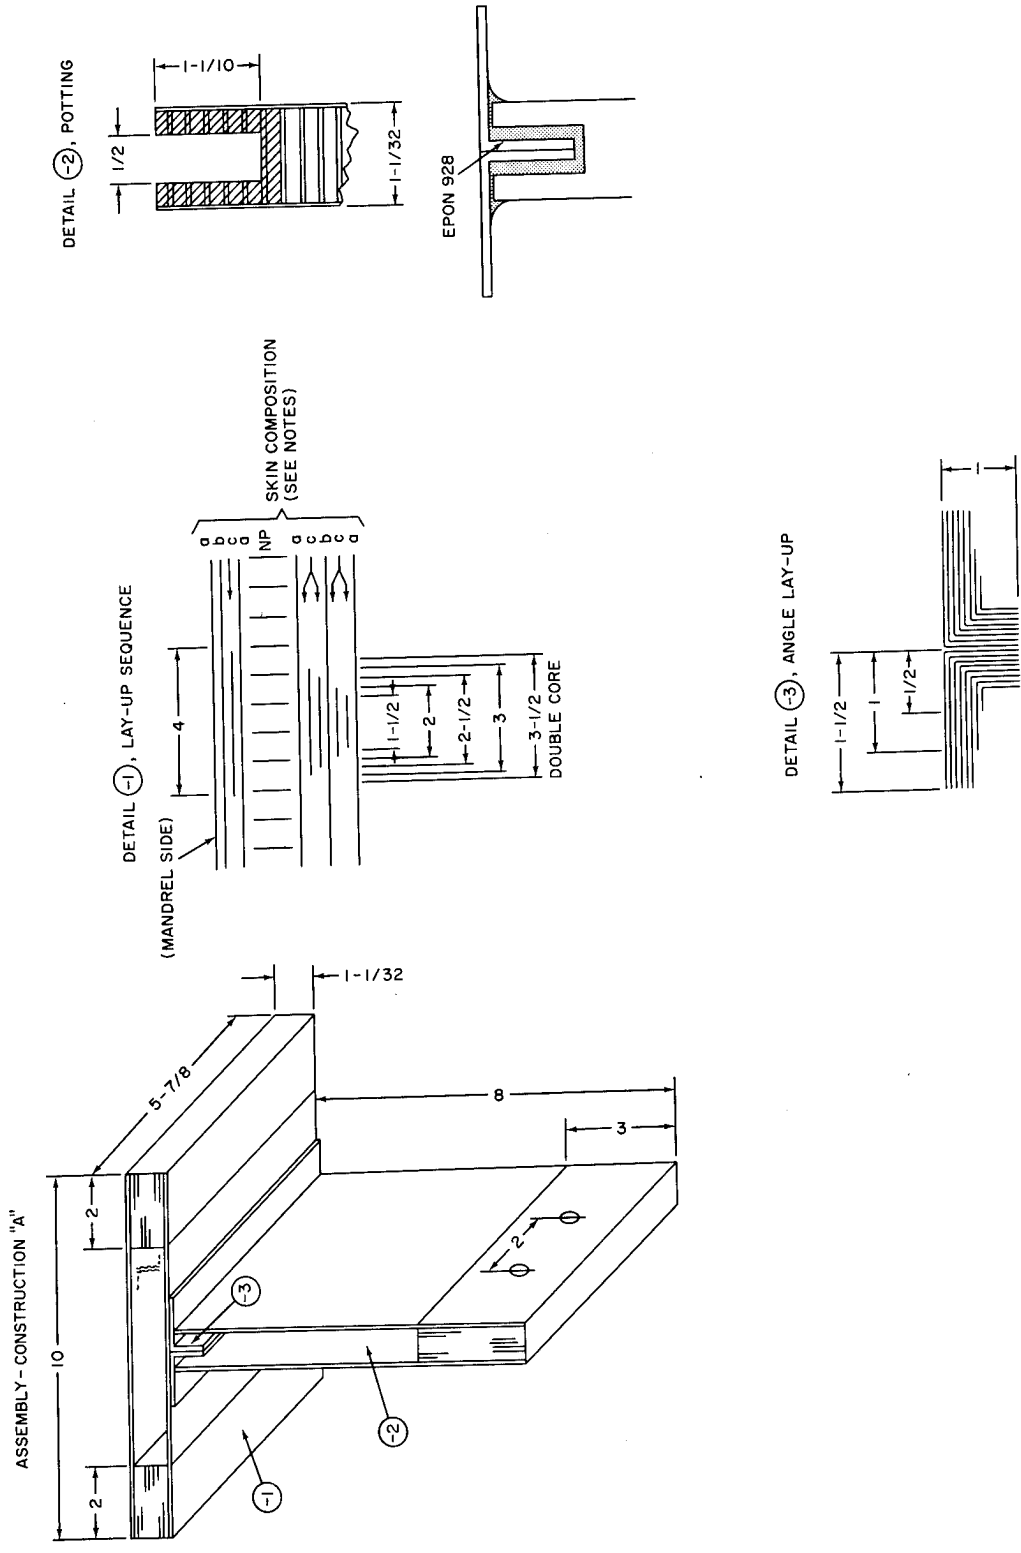 ASSEMBLY-CONSTRUCTION "A"
10
2
2
5-7/8
1-1/32
8
3
2
-1
-2
-3
DETAIL -1, LAY-UP SEQUENCE
(MANDREL SIDE)
4
a
b
c
a
NP
a
c
b
c
a
SKIN COMPOSITION
(SEE NOTES)
1-1/2
2
2-1/2
3
3-1/2
DOUBLE CORE
DETAIL -2, POTTING
1/2
1-1/10
1-1/32
EPON 928
DETAIL -3, ANGLE LAY-UP
1-1/2
1
1/2
1